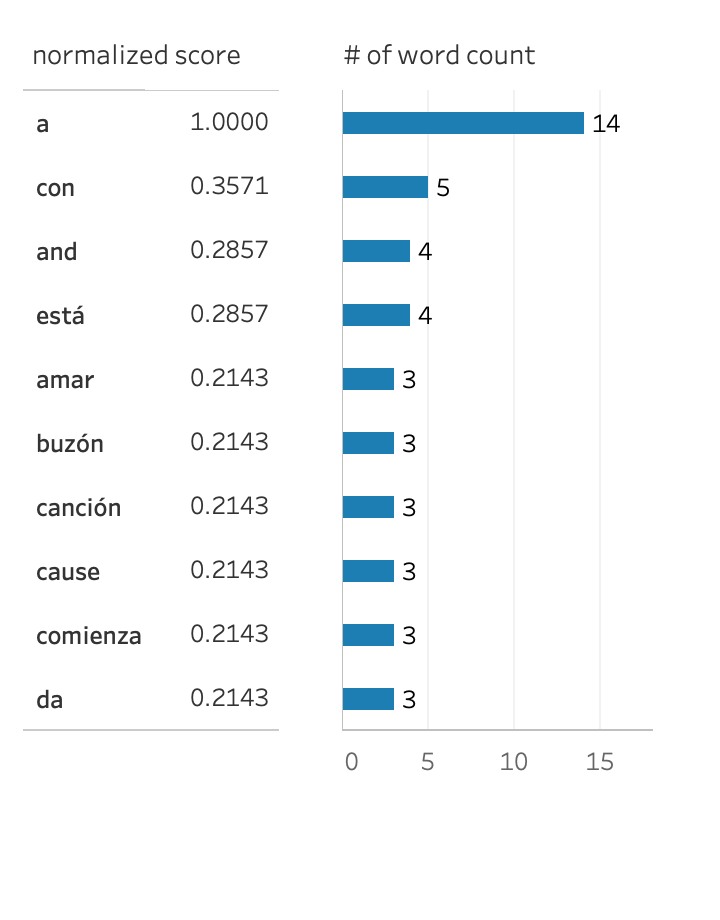 normalized score # of word count
a 1.0000 14
con 0.3571 5
and 0.2857 4
está 0.2857 4
amar 0.2143 3
buzón 0.2143 3
canción 0.2143 3
cause 0.2143 3
comienza 0.2143 3
da 0.2143 3
0 5 10 15